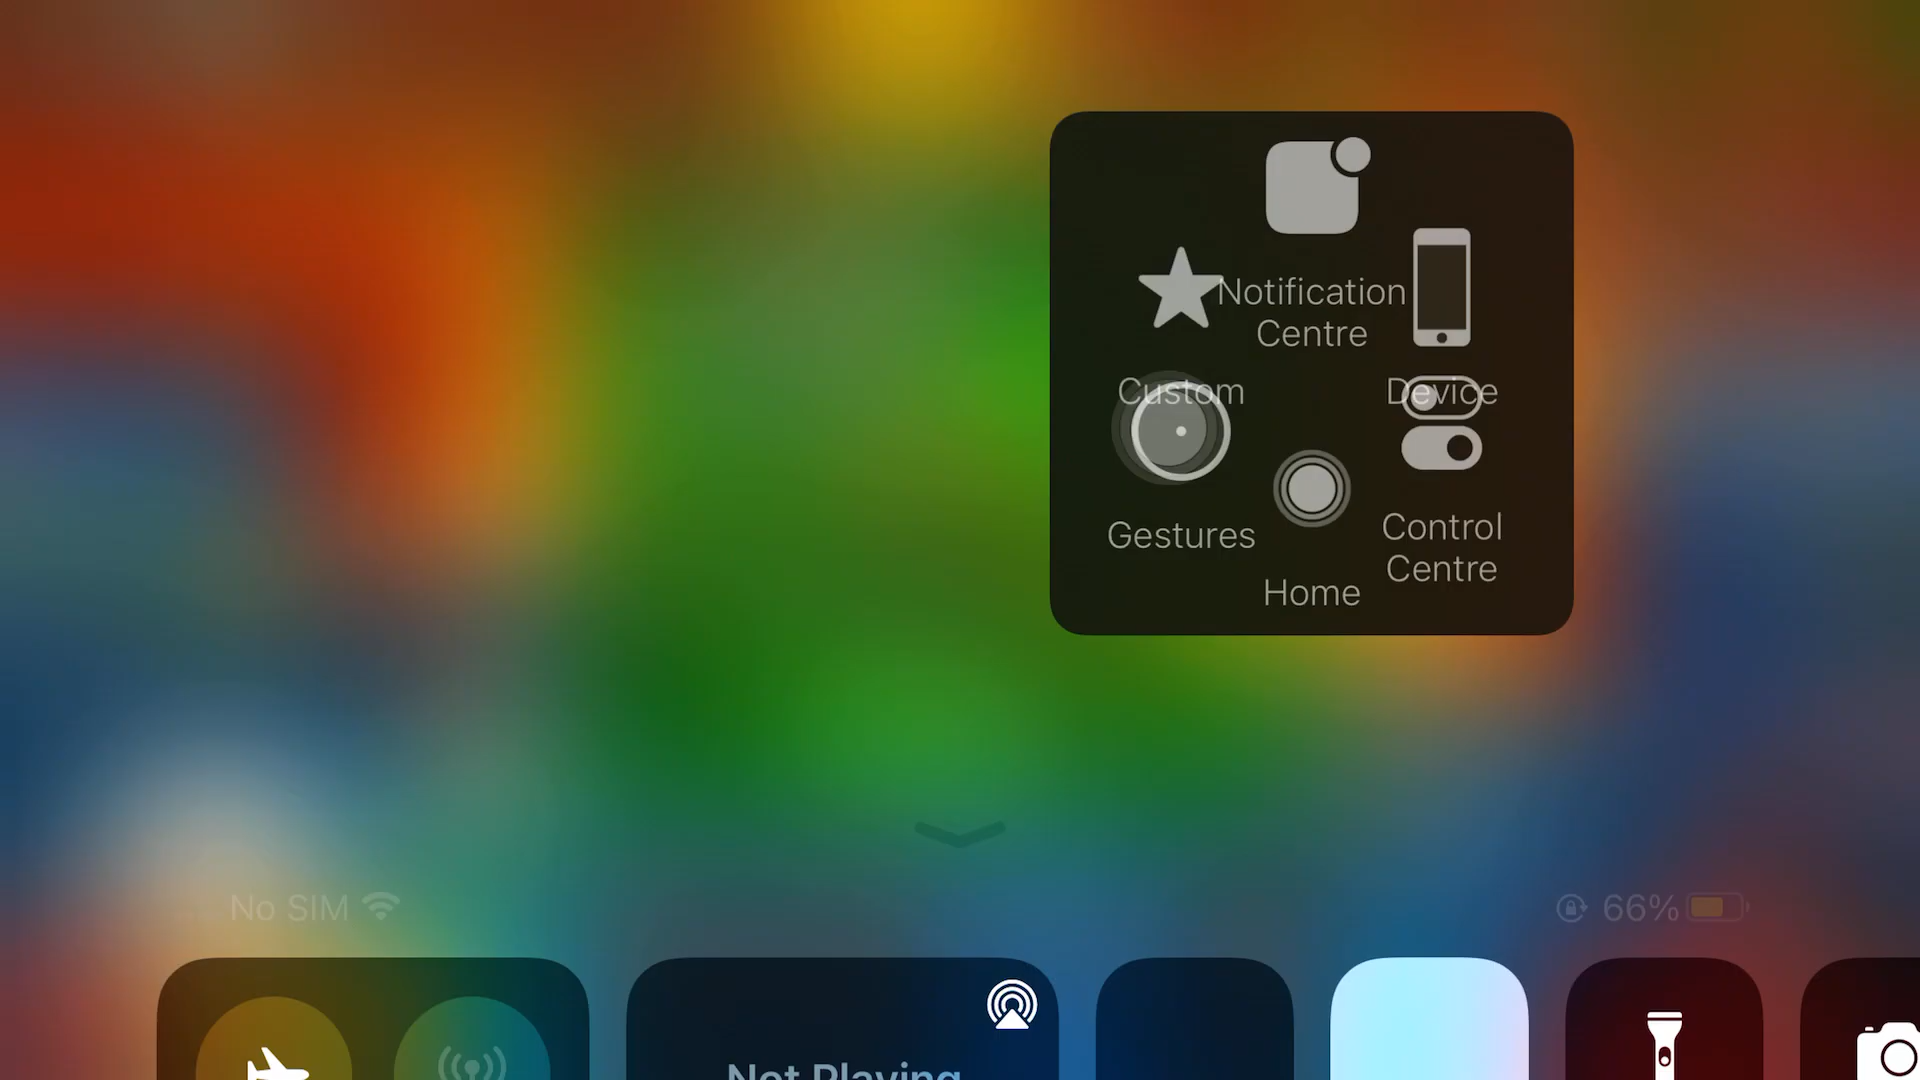 Notification
Centre
Custom
Device
Gestures
Control
Centre
Home
No SIM
66%
Not Playing